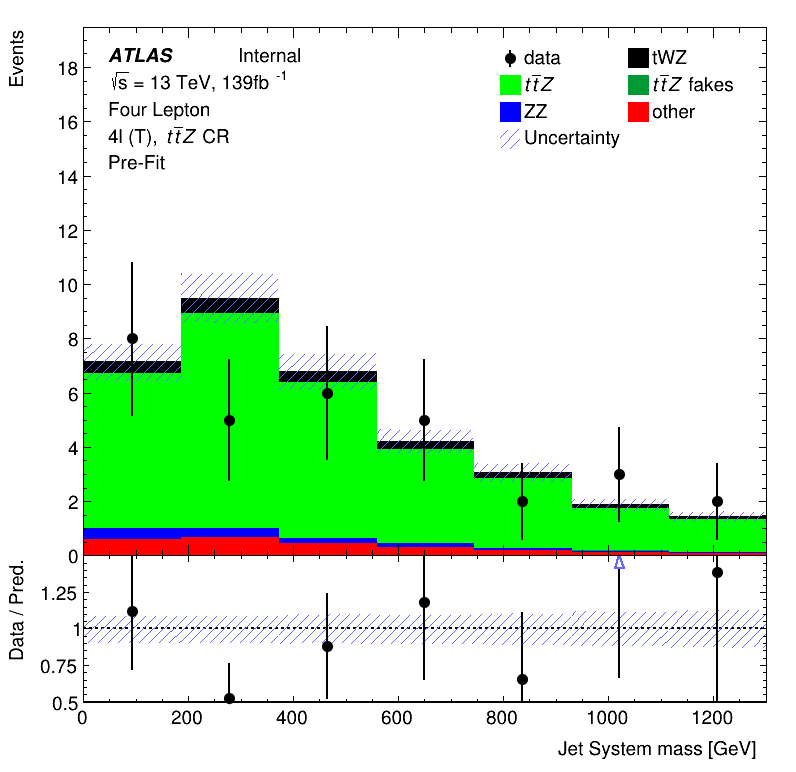 Events
ATLAS Internal
√s = 13 TeV, 139fb⁻¹
Four Lepton
4l (T), tt̅Z CR
Pre-Fit
data
tWZ
tt̅Z
tt̅Z fakes
ZZ
other
Uncertainty
18
16
14
12
10
8
6
4
2
0
Data / Pred.
1.25
1
0.75
0.5
0 200 400 600 800 1000 1200
Jet System mass [GeV]